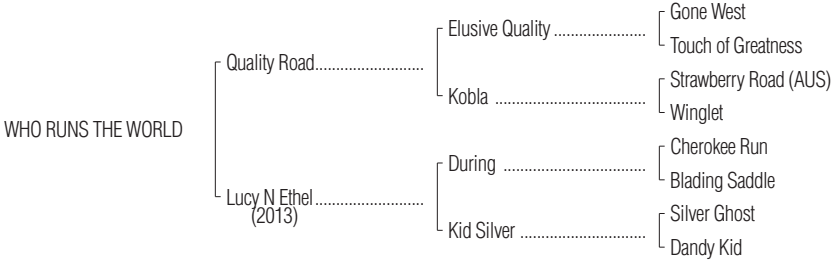 Gone West
Elusive Quality ......................
Touch of Greatness
Quality Road..........................
Strawberry Road (AUS)
Kobla ....................................
Winglet
WHO RUNS THE WORLD
Cherokee Run
During ..................................
Blading Saddle
Lucy N Ethel..........................
(2013)
Silver Ghost
Kid Silver ..............................
Dandy Kid